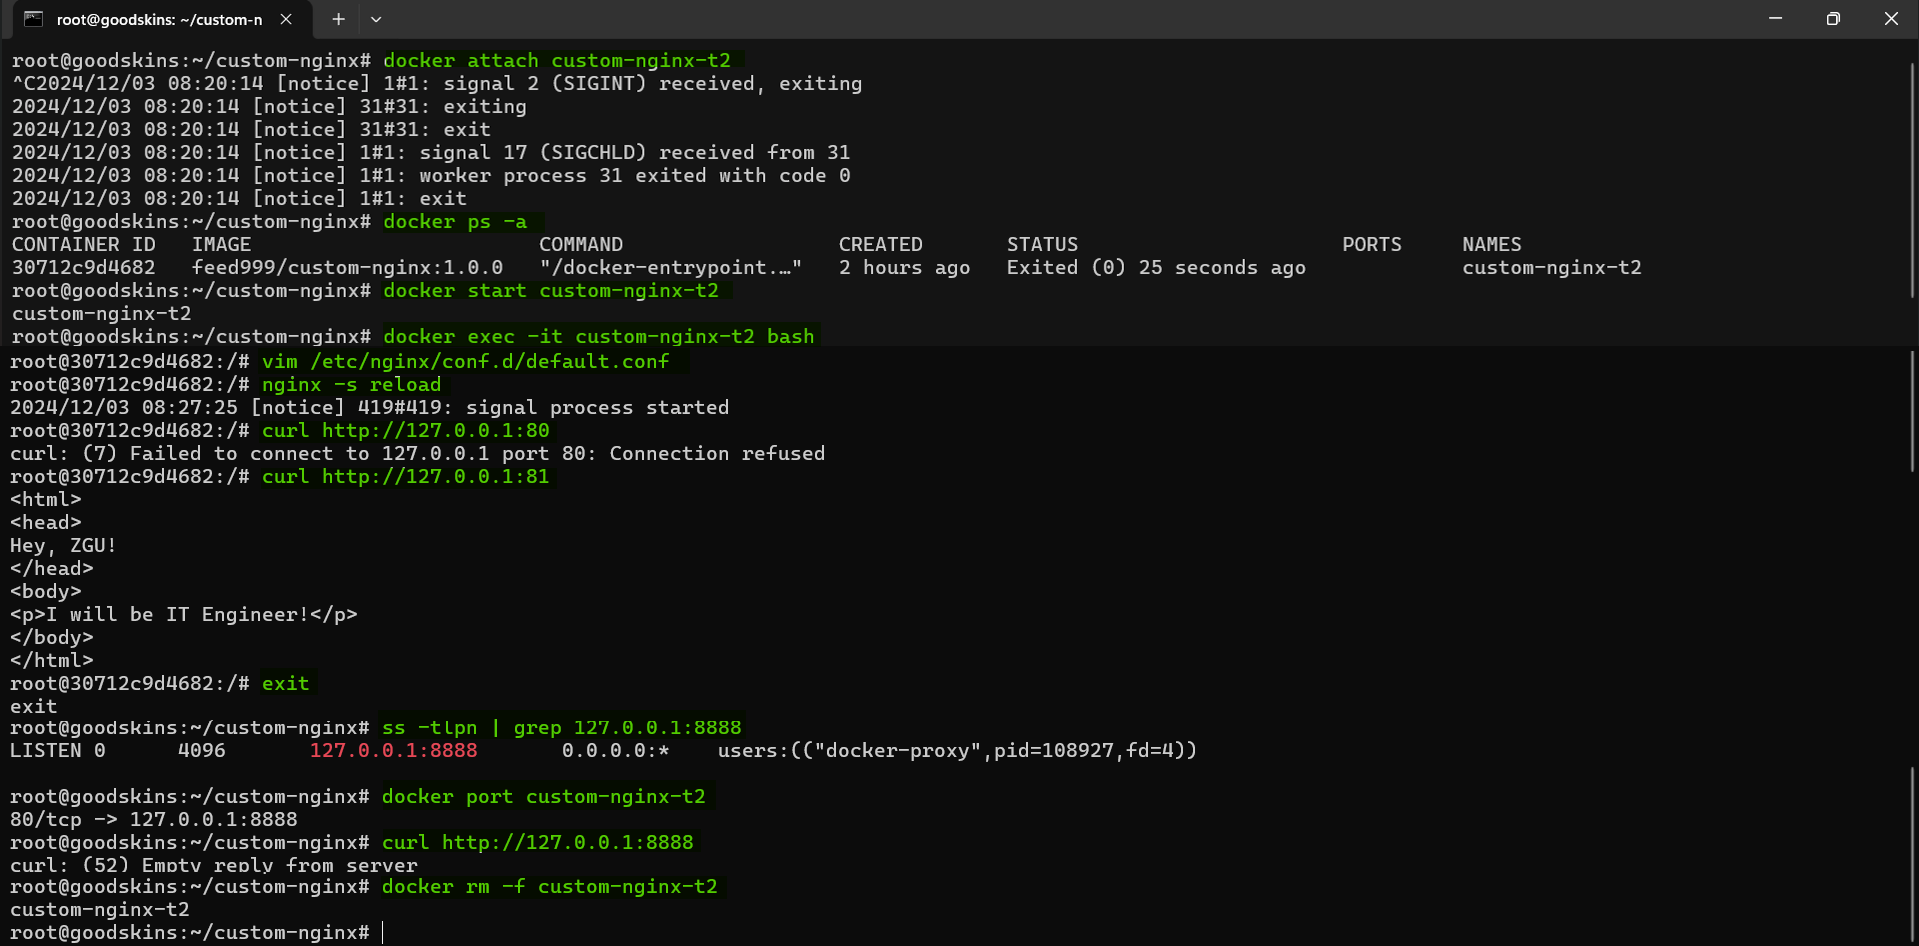 root@goodskins: ~/custom-n
root@goodskins:~/custom-nginx# docker attach custom-nginx-t2
^C2024/12/03 08:20:14 [notice] 1#1: signal 2 (SIGINT) received, exiting
2024/12/03 08:20:14 [notice] 31#31: exiting
2024/12/03 08:20:14 [notice] 31#31: exit
2024/12/03 08:20:14 [notice] 1#1: signal 17 (SIGCHLD) received from 31
2024/12/03 08:20:14 [notice] 1#1: worker process 31 exited with code 0
2024/12/03 08:20:14 [notice] 1#1: exit
root@goodskins:~/custom-nginx# docker ps -a
CONTAINER ID   IMAGE                        COMMAND                  CREATED       STATUS                      PORTS     NAMES
30712c9d4682   feed999/custom-nginx:1.0.0   "/docker-entrypoint.…"   2 hours ago   Exited (0) 25 seconds ago             custom-nginx-t2
root@goodskins:~/custom-nginx# docker start custom-nginx-t2
custom-nginx-t2
root@goodskins:~/custom-nginx# docker exec -it custom-nginx-t2 bash
root@30712c9d4682:/# vim /etc/nginx/conf.d/default.conf
root@30712c9d4682:/# nginx -s reload
2024/12/03 08:27:25 [notice] 419#419: signal process started
root@30712c9d4682:/# curl http://127.0.0.1:80
curl: (7) Failed to connect to 127.0.0.1 port 80: Connection refused
root@30712c9d4682:/# curl http://127.0.0.1:81
<html>
<head>
Hey, ZGU!
</head>
<body>
<p>I will be IT Engineer!</p>
</body>
</html>
root@30712c9d4682:/# exit
exit
root@goodskins:~/custom-nginx# ss -tlpn | grep 127.0.0.1:8888
LISTEN 0      4096       127.0.0.1:8888       0.0.0.0:*    users:(("docker-proxy",pid=108927,fd=4))
root@goodskins:~/custom-nginx# docker port custom-nginx-t2
80/tcp -> 127.0.0.1:8888
root@goodskins:~/custom-nginx# curl http://127.0.0.1:8888
curl: (52) Empty reply from server
root@goodskins:~/custom-nginx# docker rm -f custom-nginx-t2
custom-nginx-t2
root@goodskins:~/custom-nginx#